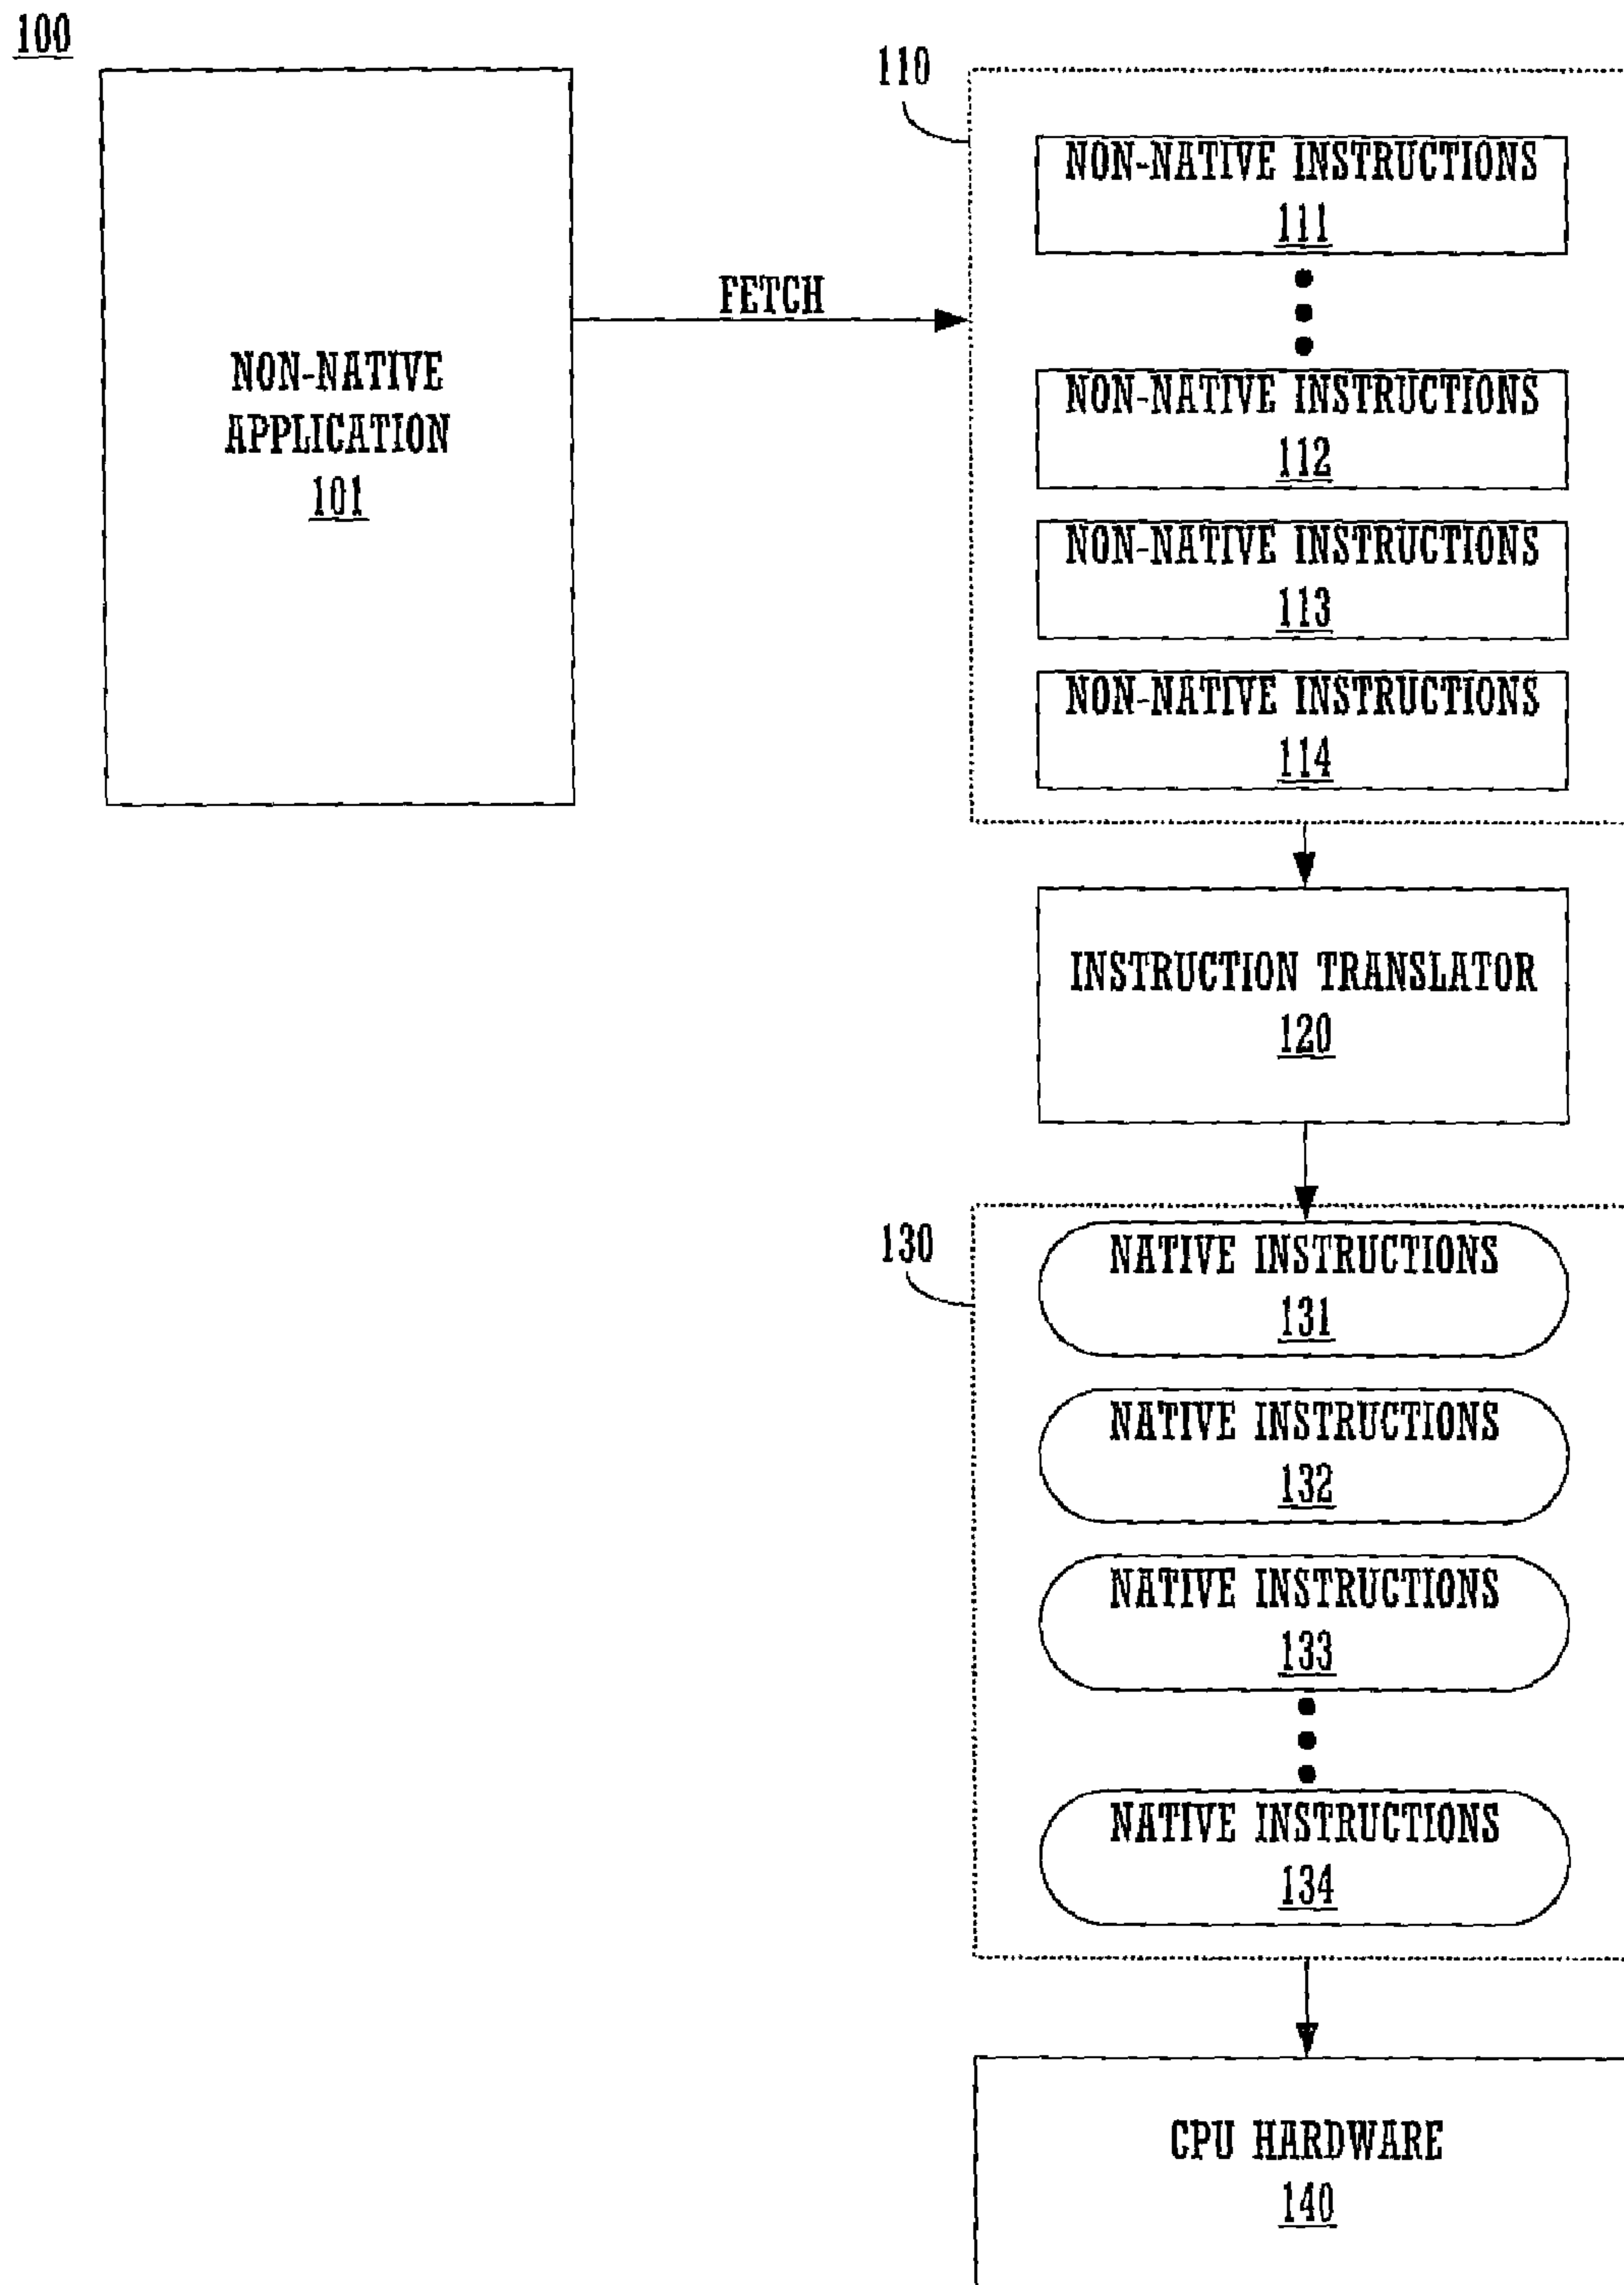 100
NON-NATIVE
APPLICATION
101
FETCH
110
NON-NATIVE INSTRUCTIONS
111
NON-NATIVE INSTRUCTIONS
112
NON-NATIVE INSTRUCTIONS
113
NON-NATIVE INSTRUCTIONS
114
INSTRUCTION TRANSLATOR
120
130
NATIVE INSTRUCTIONS
131
NATIVE INSTRUCTIONS
132
NATIVE INSTRUCTIONS
133
NATIVE INSTRUCTIONS
134
CPU HARDWARE
140